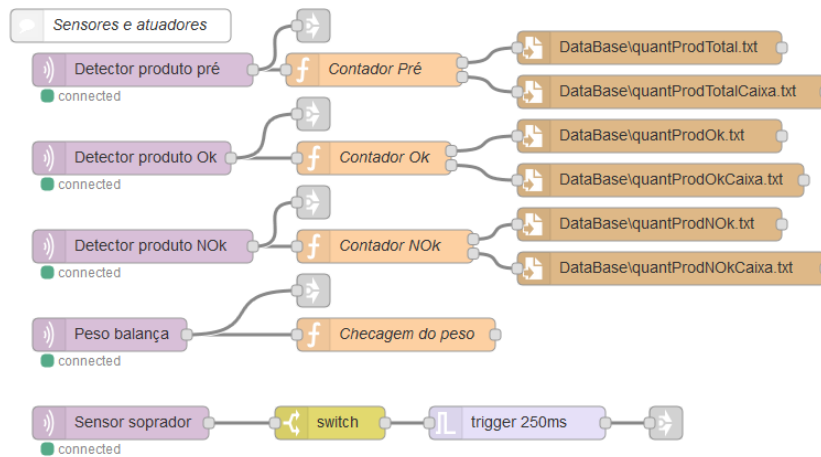 Sensores e atuadores
Detector produto pré
connected
Contador Pré
DataBase\quantProdTotal.txt
DataBase\quantProdTotalCaixa.txt
Detector produto Ok
connected
Contador Ok
DataBase\quantProdOk.txt
DataBase\quantProdOkCaixa.txt
Detector produto NOk
connected
Contador NOk
DataBase\quantProdNOk.txt
DataBase\quantProdNOkCaixa.txt
Peso balança
connected
Checagem do peso
Sensor soprador
connected
switch
trigger 250ms